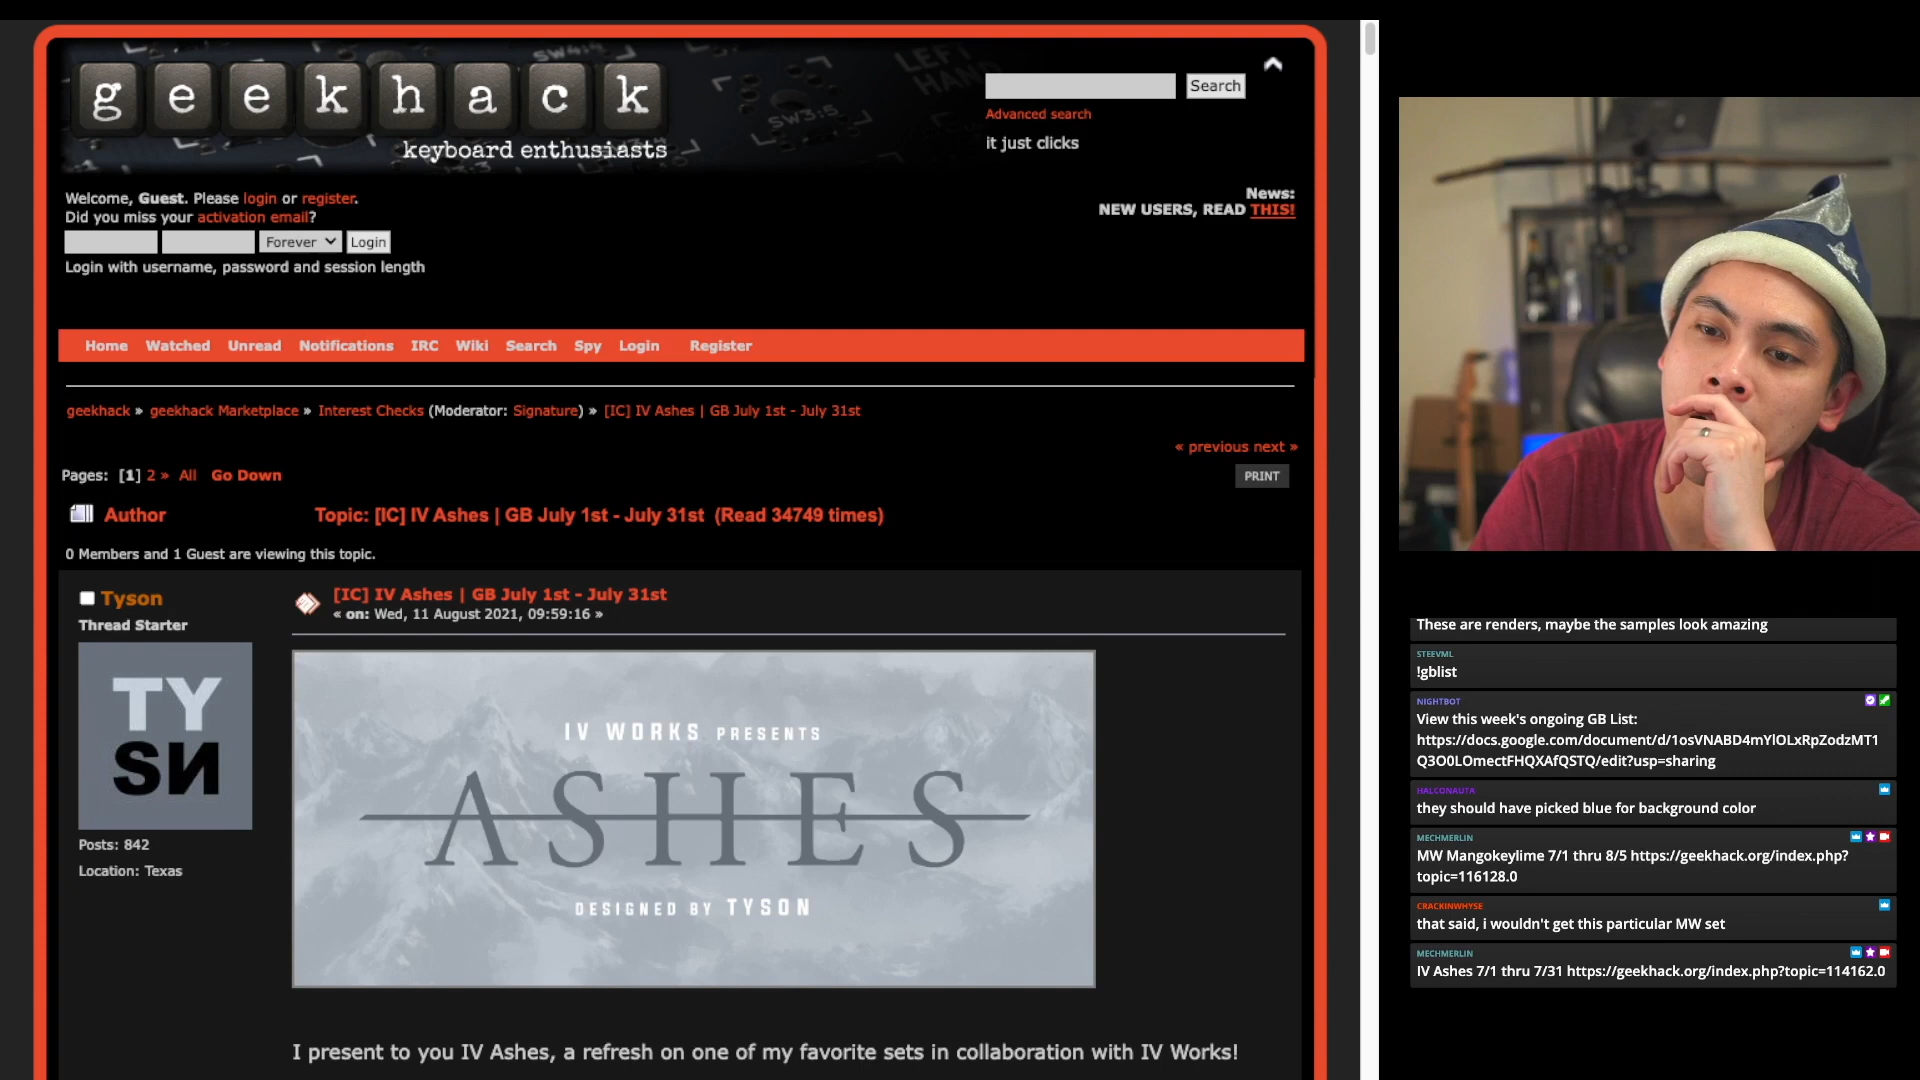 geekhack
keyboard enthusiasts
SW4:4
SW3:5
LEFT
HAND
Search
Advanced search
it just clicks
Welcome, Guest. Please login or register.
Did you miss your activation email?
Forever
Login
Login with username, password and session length
News:
NEW USERS, READ THIS!
Home Watched Unread Notifications IRC Wiki Search Spy Login Register
geekhack » geekhack Marketplace » Interest Checks (Moderator: Signature) » [IC] IV Ashes | GB July 1st - July 31st
« previous next »
Pages: [1] 2 » All Go Down
PRINT
Author Topic: [IC] IV Ashes | GB July 1st - July 31st (Read 34749 times)
0 Members and 1 Guest are viewing this topic.
Tyson
Thread Starter
TY
SN
Posts: 842
Location: Texas
[IC] IV Ashes | GB July 1st - July 31st
« on: Wed, 11 August 2021, 09:59:16 »
IV WORKS PRESENTS
ASHES
DESIGNED BY TYSON
I present to you IV Ashes, a refresh on one of my favorite sets in collaboration with IV Works!
These are renders, maybe the samples look amazing
STEEVML
!gblist
NIGHTBOT
View this week's ongoing GB List:
https://docs.google.com/document/d/1osVNABD4mYlOLxRpZodzMT1
Q3O0LOmectFHQXAfQSTQ/edit?usp=sharing
HALCONAUTA
they should have picked blue for background color
MECHMERLIN
MW Mangokeylime 7/1 thru 8/5 https://geekhack.org/index.php?
topic=116128.0
CRACKINWHYSE
that said, i wouldn't get this particular MW set
MECHMERLIN
IV Ashes 7/1 thru 7/31 https://geekhack.org/index.php?topic=114162.0